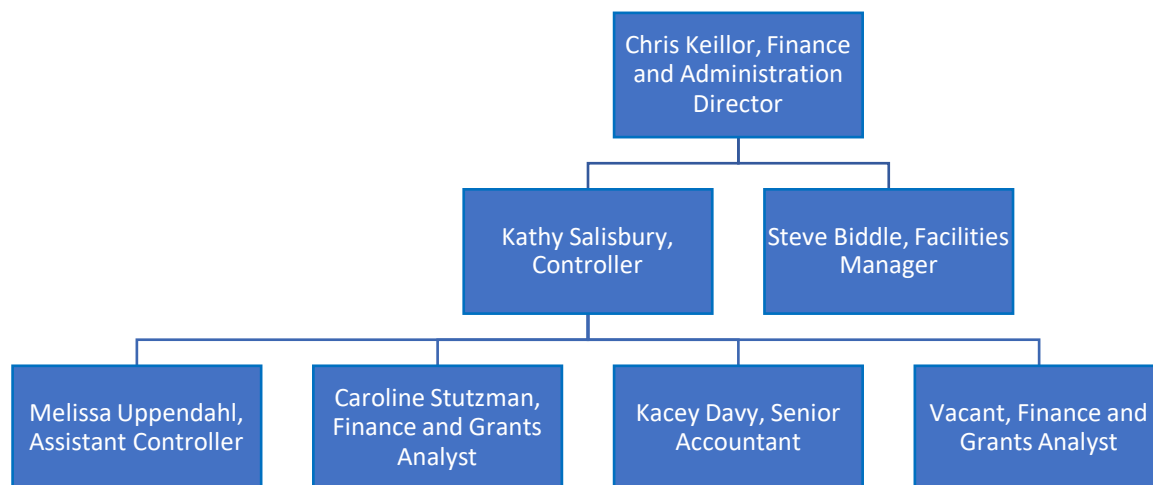 Chris Keillor, Finance
and Administration
Director
Kathy Salisbury,
Controller
Steve Biddle, Facilities
Manager
Melissa Uppendahl,
Assistant Controller
Caroline Stutzman,
Finance and Grants
Analyst
Kacey Davy, Senior
Accountant
Vacant, Finance and
Grants Analyst